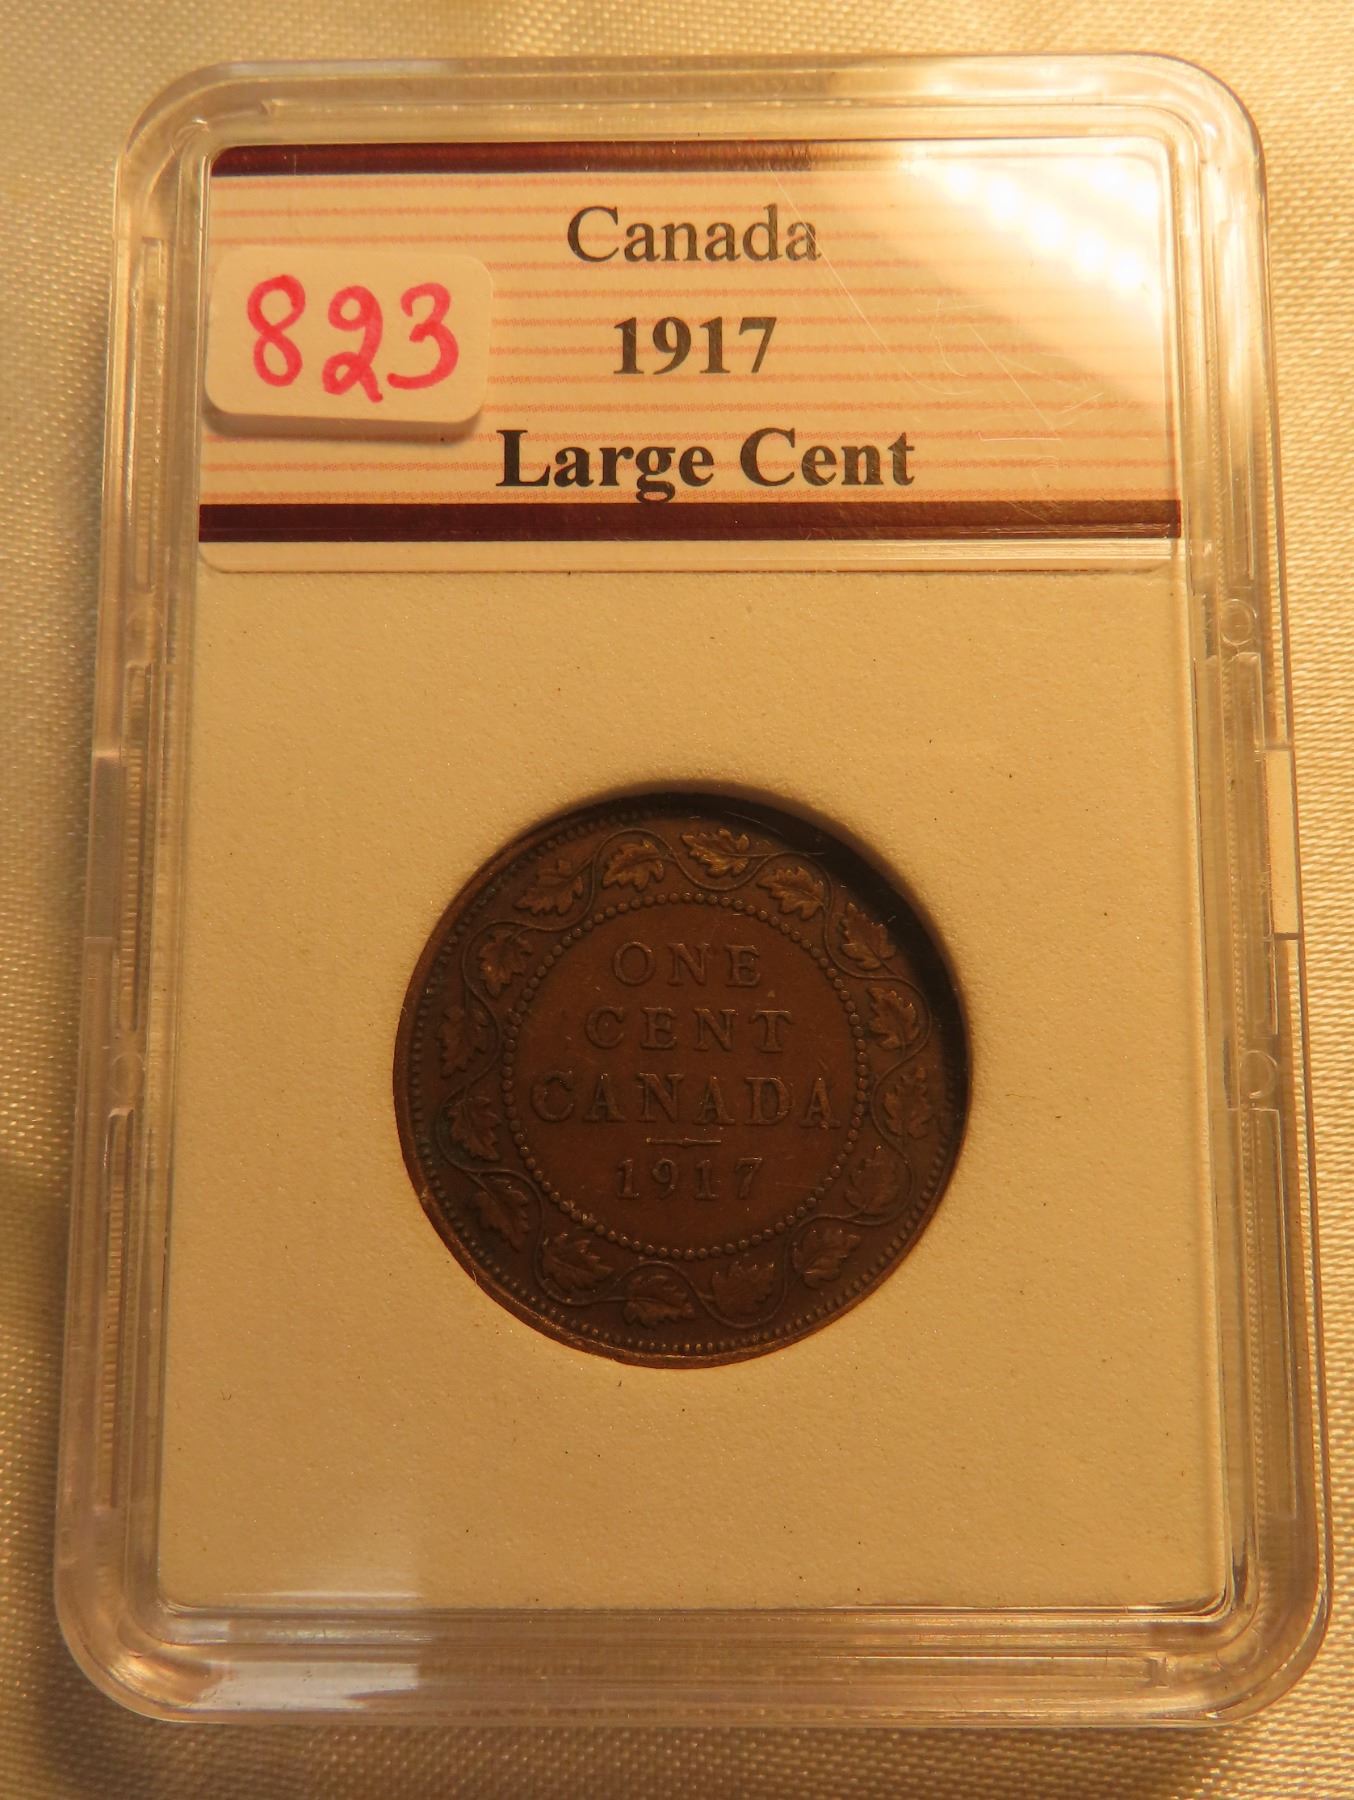 Canada
823
1917
Large Cent
ONE
CENT
CANADA
1917